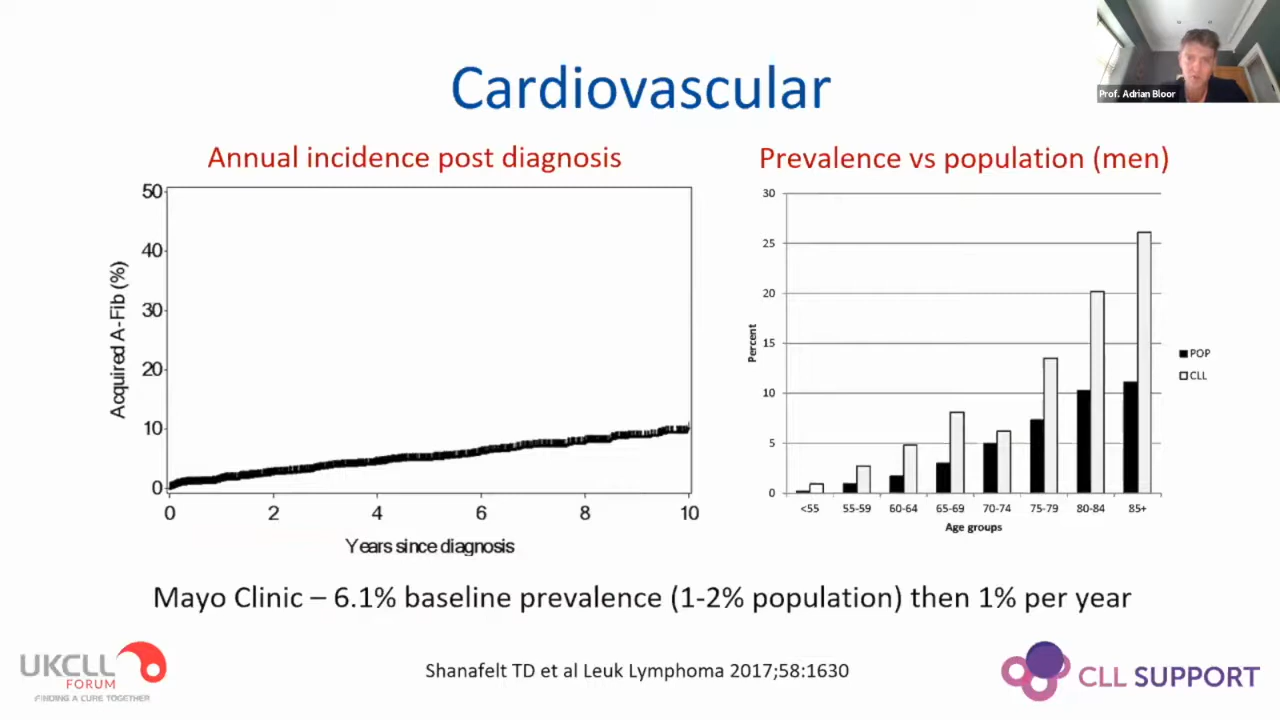 Cardiovascular
Prof. Adrian Bloor
Annual incidence post diagnosis
Acquired A-Fib (%)
50
40
30
20
10
0
0 2 4 6 8 10
Years since diagnosis
Prevalence vs population (men)
Percent
30
25
20
15
10
5
0
<55 55-59 60-64 65-69 70-74 75-79 80-84 85+
Age groups
POP
CLL
Mayo Clinic – 6.1% baseline prevalence (1-2% population) then 1% per year
UKCLL
FORUM
FINDING A CURE TOGETHER
Shanafelt TD et al Leuk Lymphoma 2017;58:1630
CLL SUPPORT